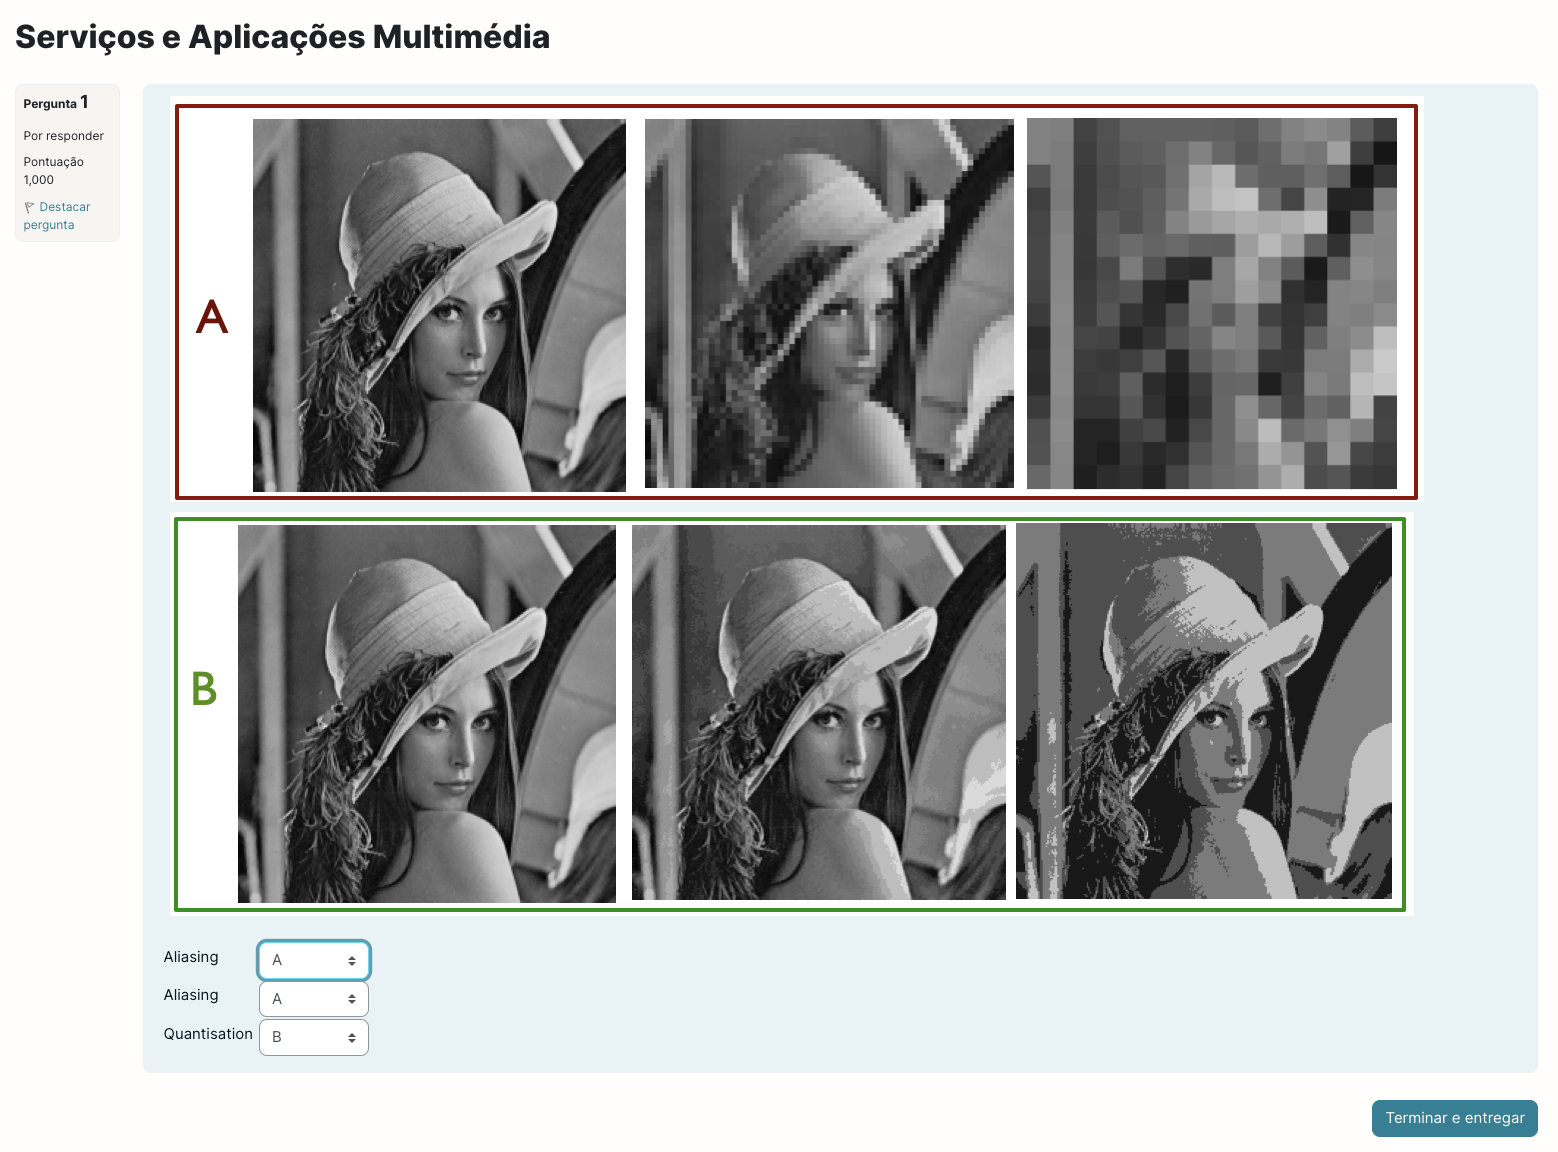 Serviços e Aplicações Multimédia
Pergunta 1
Por responder
Pontuação
1,000
Destacar
pergunta
A
B
Aliasing A
Aliasing A
Quantisation B
Terminar e entregar